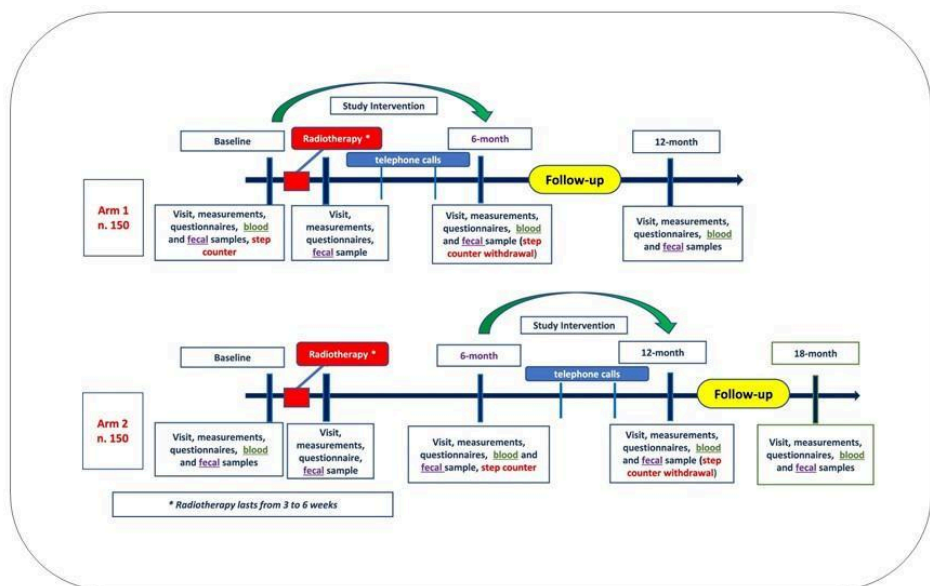 Study Intervention
Baseline
Radiotherapy *
6-month
12-month
telephone calls
Follow-up
Arm 1
n. 150
Visit, measurements,
questionnaires, blood
and fecal samples, step
counter
Visit,
measurements,
questionnaire,
fecal sample
Visit, measurements,
questionnaires, blood
and fecal sample (step
counter withdrawal)
Visit, measurements,
questionnaires, blood
and fecal samples
Study Intervention
Baseline
Radiotherapy *
6-month
12-month
18-month
telephone calls
Follow-up
Arm 2
n. 150
Visit, measurements,
questionnaires, blood
and fecal samples
Visit,
measurements,
questionnaire,
fecal sample
Visit, measurements,
questionnaires, blood and
fecal sample, step counter
Visit, measurements,
questionnaires, blood
and fecal sample (step
counter withdrawal)
Visit, measurements,
questionnaires, blood
and fecal samples
* Radiotherapy lasts from 3 to 6 weeks